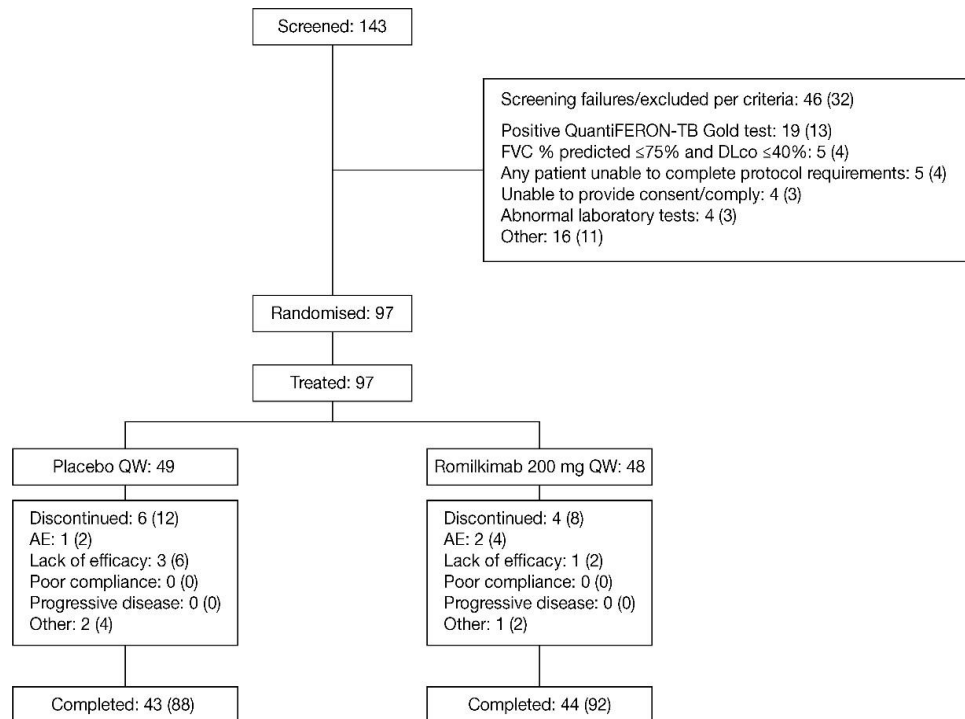 Screened: 143
Screening failures/excluded per criteria: 46 (32)
Positive QuantiFERON-TB Gold test: 19 (13)
FVC % predicted ≤75% and DLco ≤40%: 5 (4)
Any patient unable to complete protocol requirements: 5 (4)
Unable to provide consent/comply: 4 (3)
Abnormal laboratory tests: 4 (3)
Other: 16 (11)
Randomised: 97
Treated: 97
Placebo QW: 49
Discontinued: 6 (12)
AE: 1 (2)
Lack of efficacy: 3 (6)
Poor compliance: 0 (0)
Progressive disease: 0 (0)
Other: 2 (4)
Completed: 43 (88)
Romilkimab 200 mg QW: 48
Discontinued: 4 (8)
AE: 2 (4)
Lack of efficacy: 1 (2)
Poor compliance: 0 (0)
Progressive disease: 0 (0)
Other: 1 (2)
Completed: 44 (92)